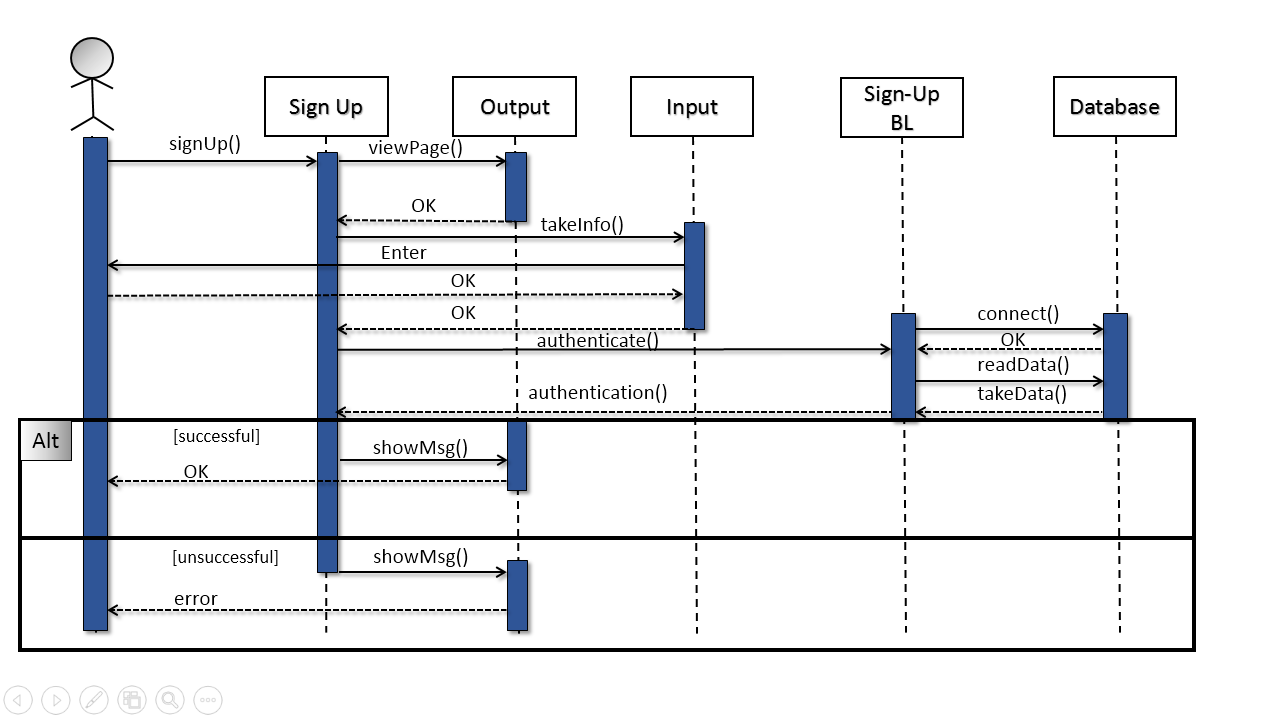 Sign Up
Output
Input
Sign-Up
BL
Database
signUp()
viewPage()
OK
takeInfo()
Enter
OK
OK
connect()
authenticate()
OK
readData()
authentication()
takeData()
Alt
[successful]
showMsg()
OK
[unsuccessful]
showMsg()
error